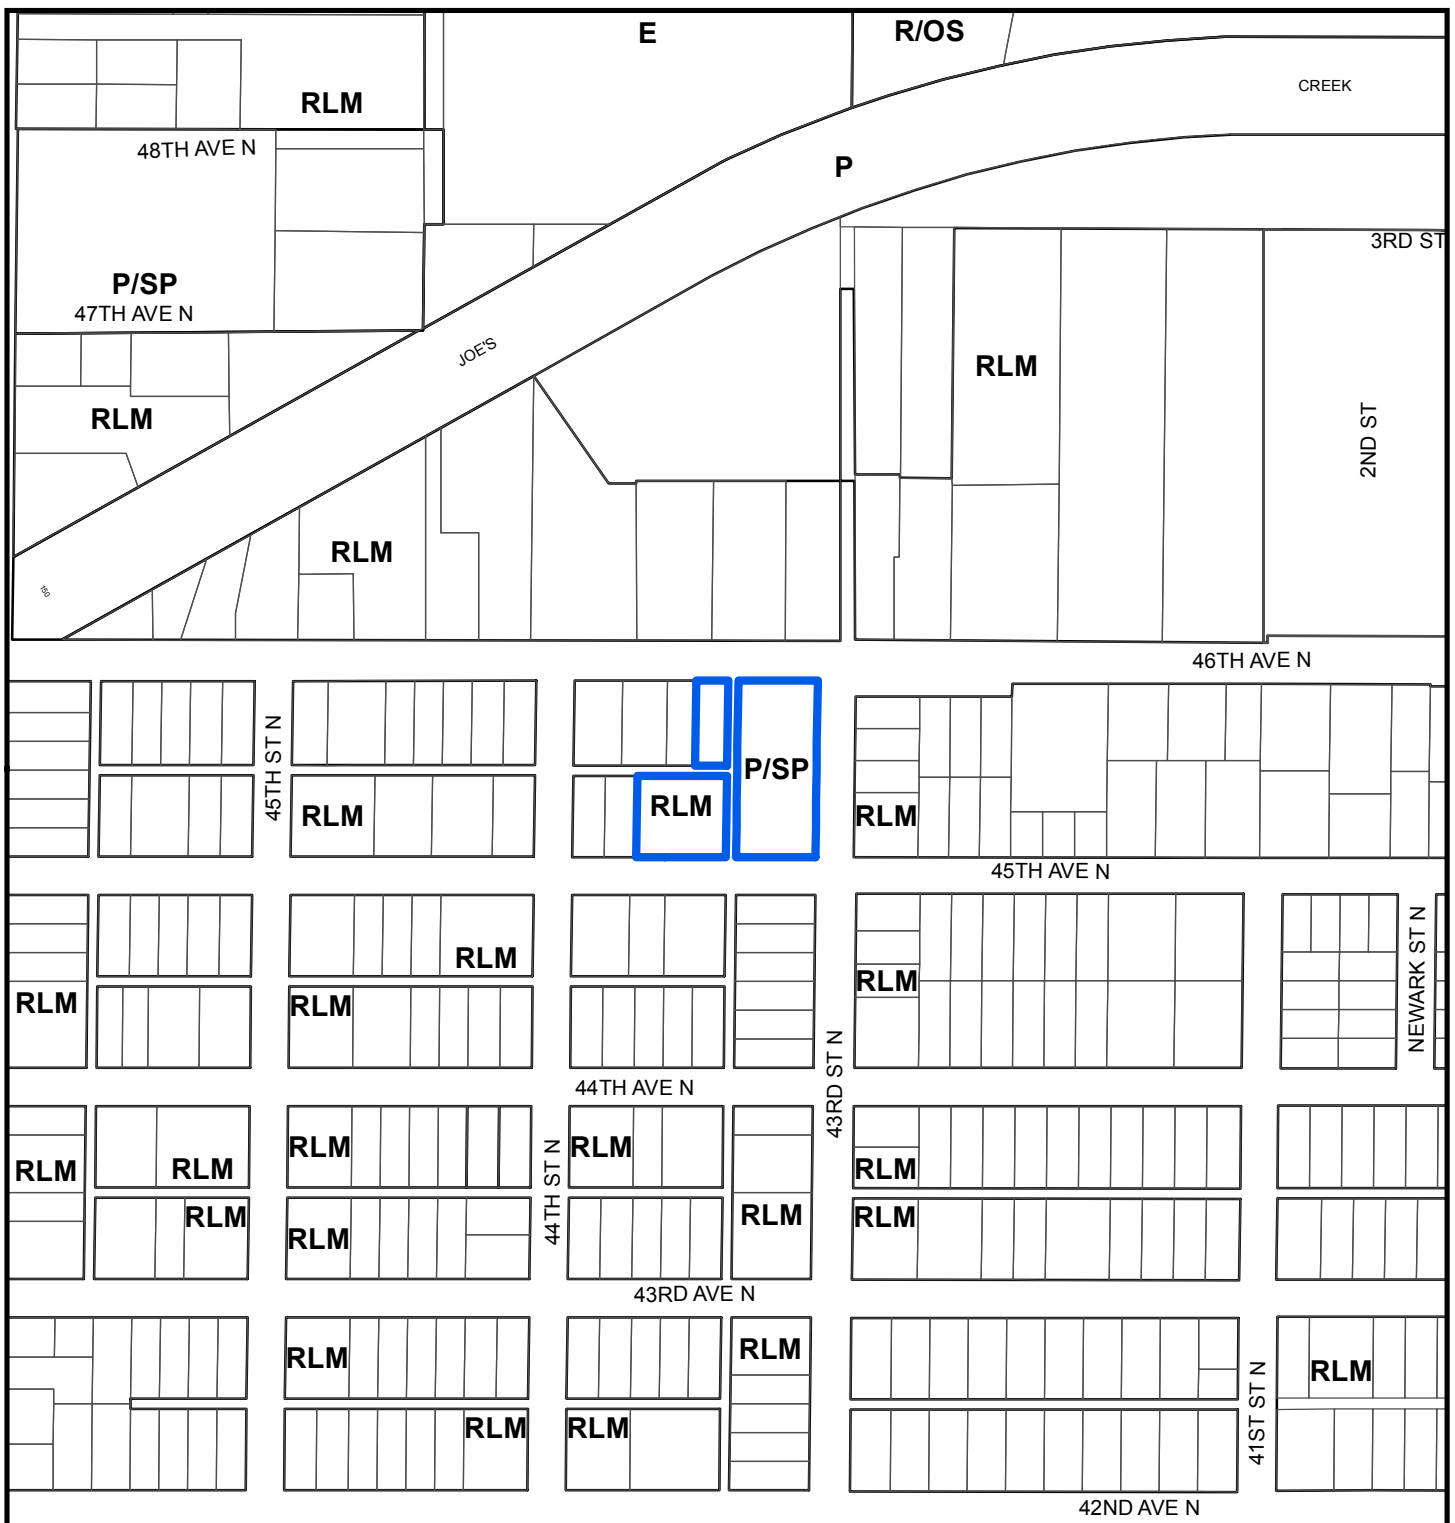 E
R/OS
CREEK
RLM
48TH AVE N
P
3RD ST
P/SP
47TH AVE N
JOE'S
RLM
RLM
2ND ST
RLM
150
46TH AVE N
45TH ST N
P/SP
RLM
RLM
RLM
45TH AVE N
RLM
RLM
RLM
RLM
NEWARK ST N
43RD ST N
44TH AVE N
RLM
RLM
RLM
RLM
RLM
44TH ST N
RLM
RLM
RLM
RLM
43RD AVE N
RLM
RLM
RLM
41ST ST N
RLM
RLM
42ND AVE N